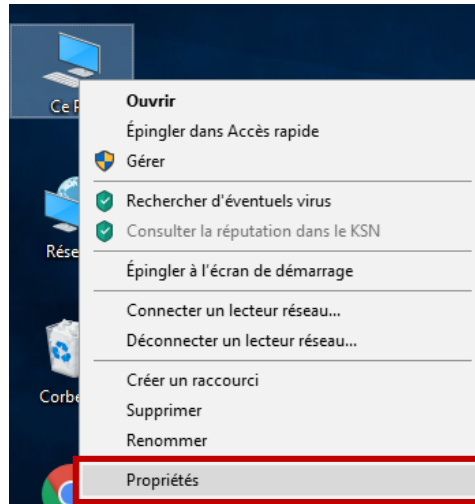 Ce P
Ouvrir
Épingler dans Accès rapide
Gérer
Rechercher d'éventuels virus
Consulter la réputation dans le KSN
Rése
Épingler à l'écran de démarrage
Connecter un lecteur réseau...
Déconnecter un lecteur réseau...
Créer un raccourci
Corbe
Supprimer
Renommer
Propriétés